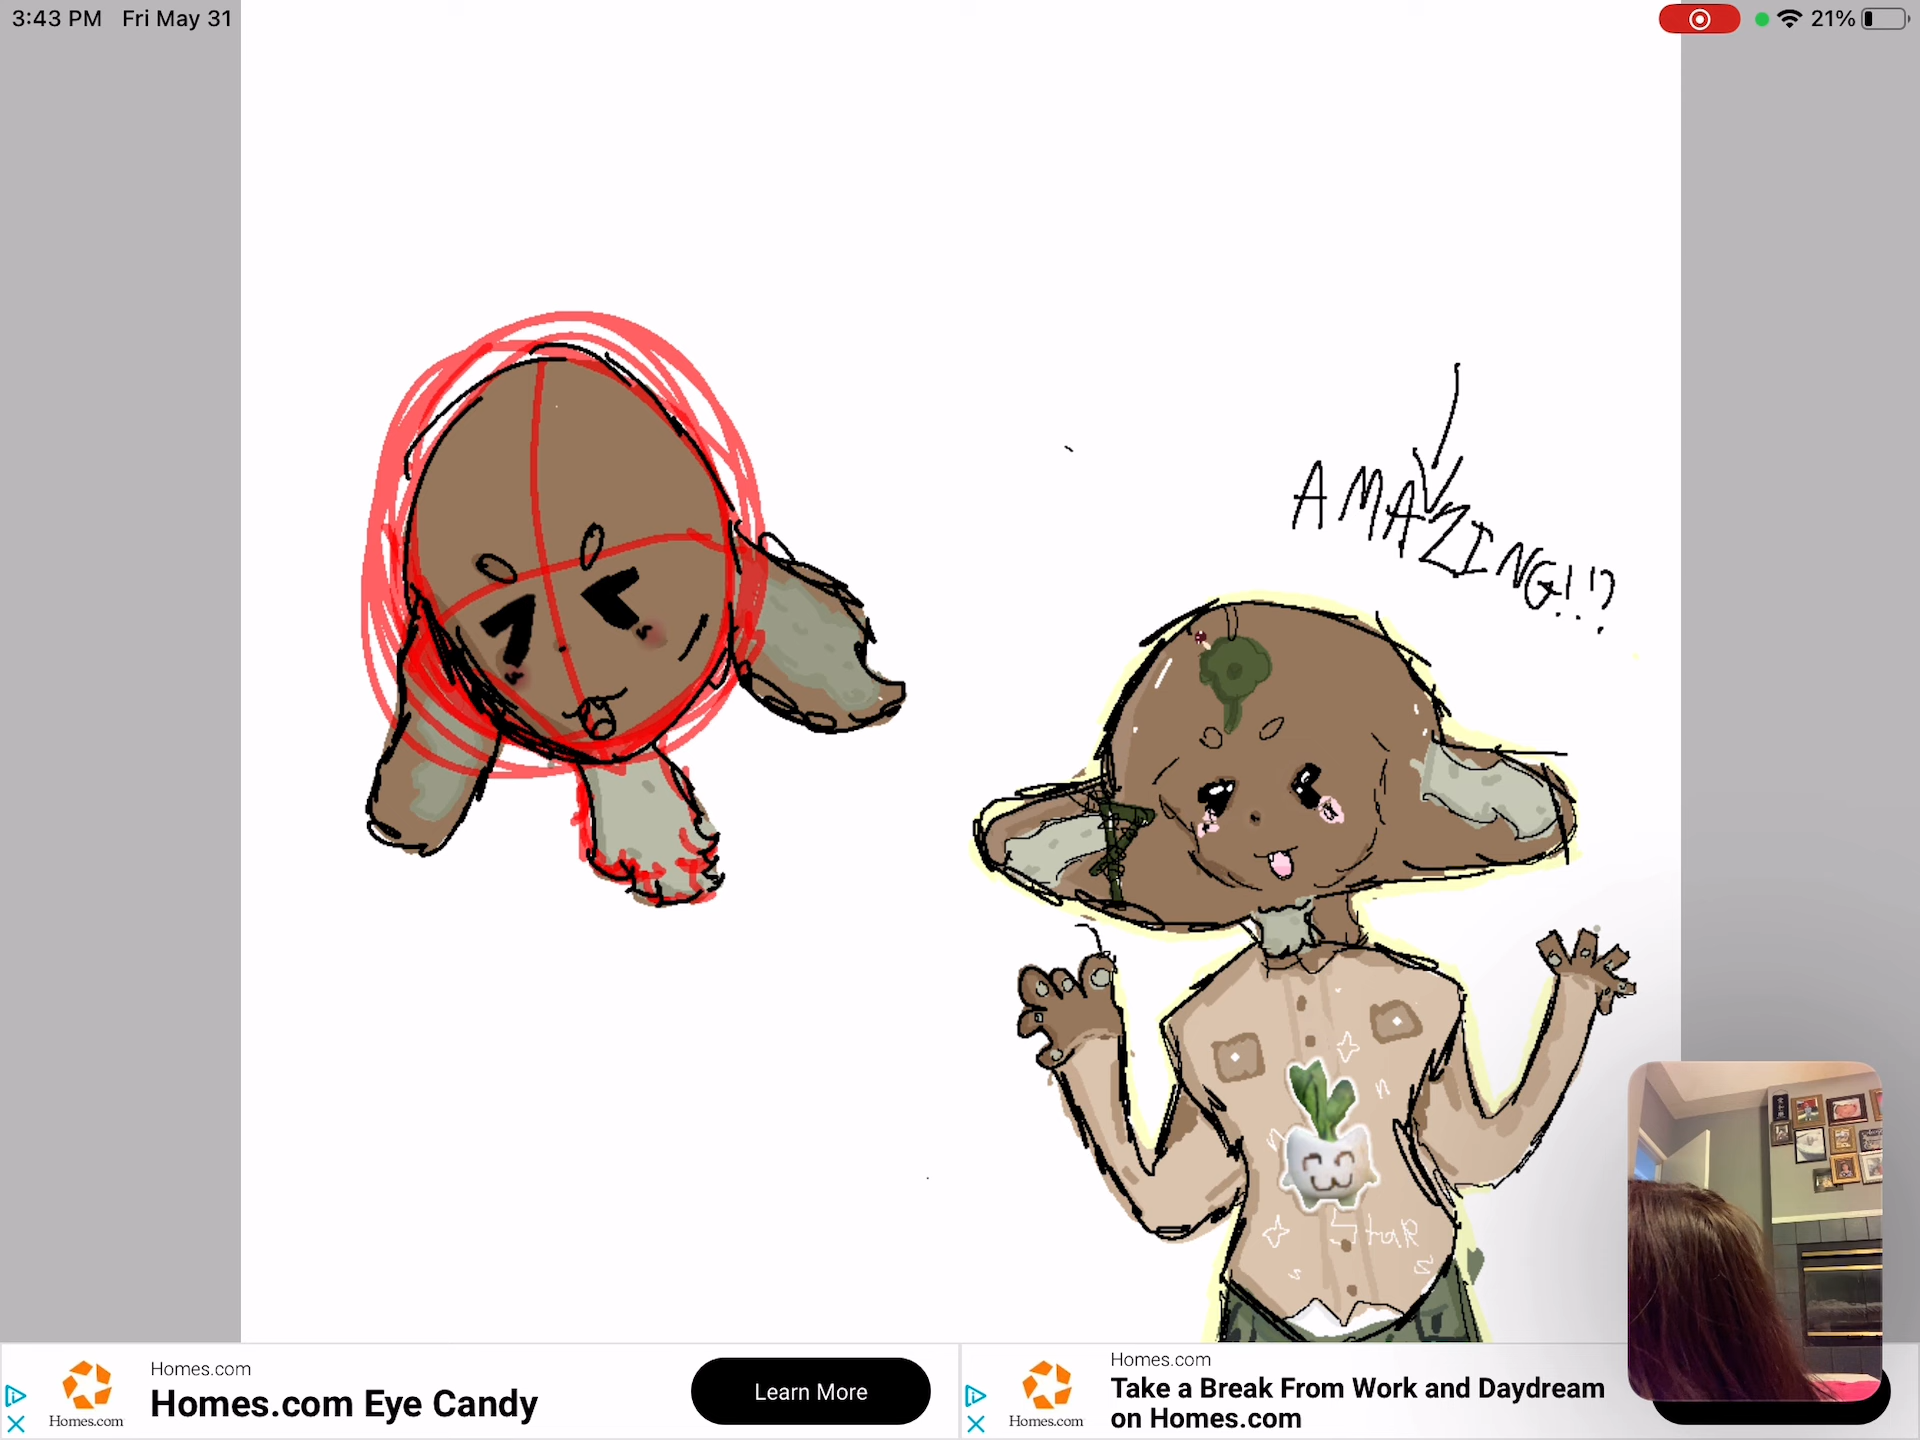 3:43 PM Fri May 31
21%
AMAZING!!?
n
n
StaR
s
s
Homes.com
Homes.com Eye Candy
Homes.com
Learn More
Homes.com
Take a Break From Work and Daydream
on Homes.com
Homes.com